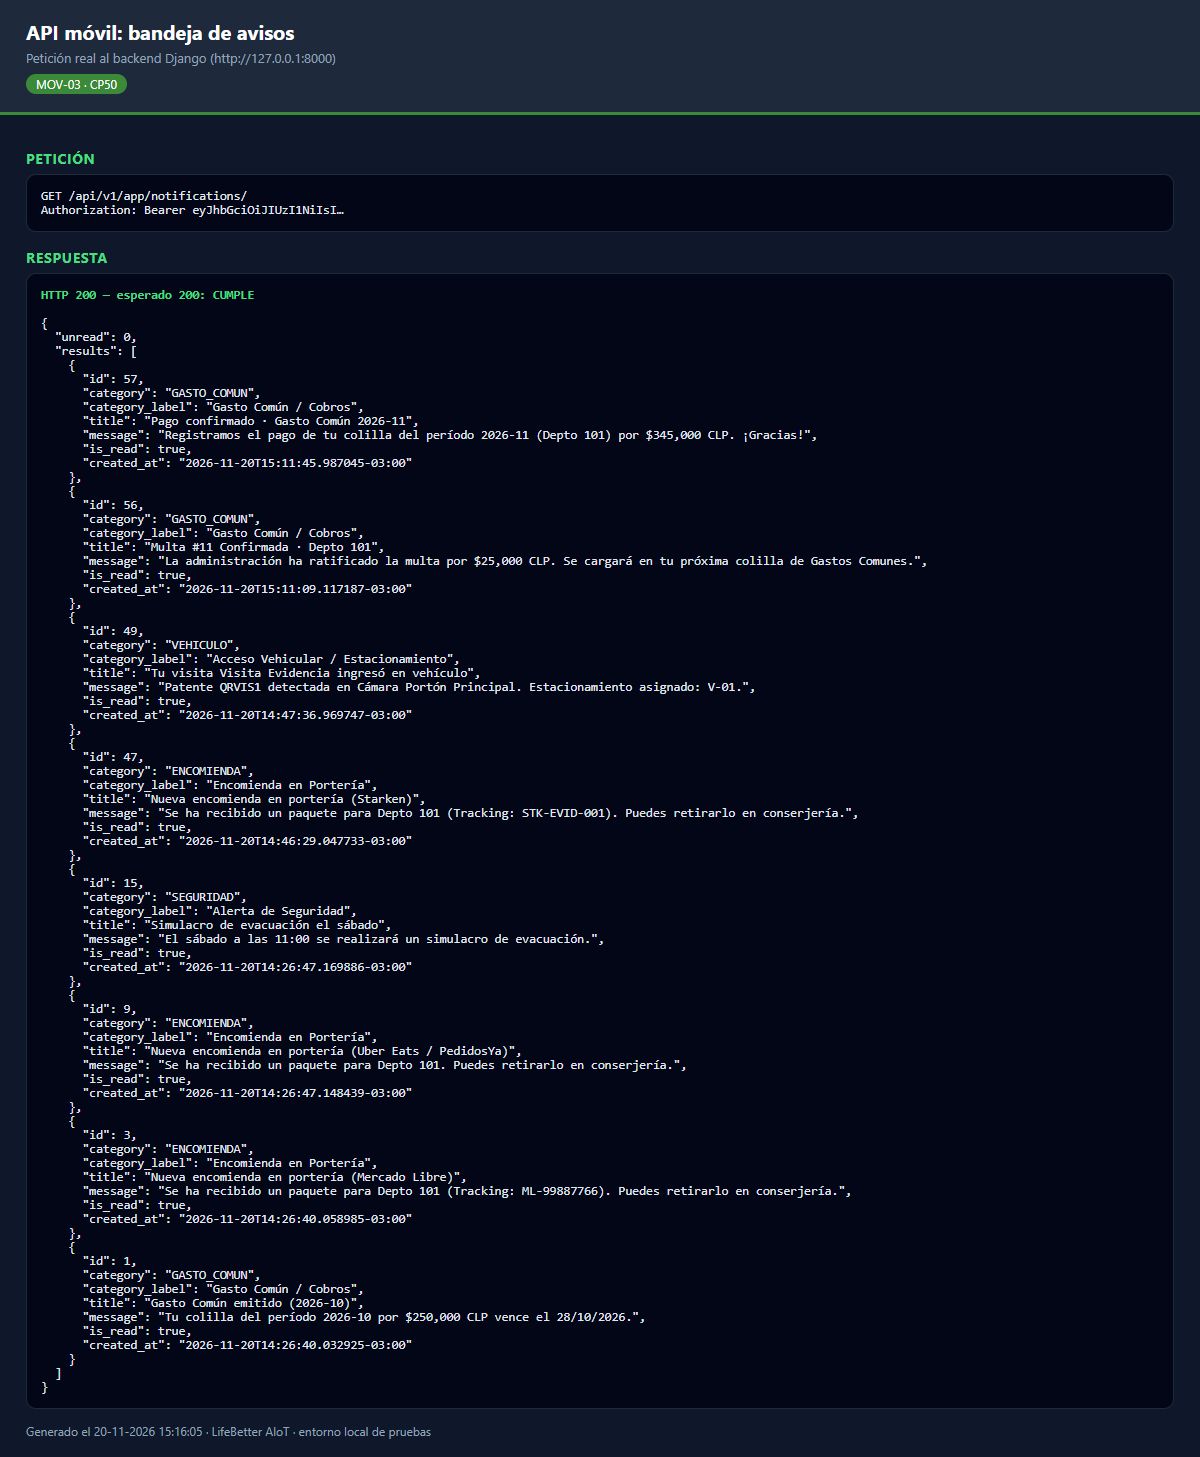 API móvil: bandeja de avisos
Petición real al backend Django (http://127.0.0.1:8000)
MOV-03 · CP50
PETICIÓN
GET /api/v1/app/notifications/
Authorization: Bearer eyJhbGciOiJIUzI1NiIsI…
RESPUESTA
HTTP 200 — esperado 200: CUMPLE
{
  "unread": 0,
  "results": [
    {
      "id": 57,
      "category": "GASTO_COMUN",
      "category_label": "Gasto Común / Cobros",
      "title": "Pago confirmado · Gasto Común 2026-11",
      "message": "Registramos el pago de tu colilla del período 2026-11 (Depto 101) por $345,000 CLP. ¡Gracias!",
      "is_read": true,
      "created_at": "2026-11-20T15:11:45.987045-03:00"
    },
    {
      "id": 56,
      "category": "GASTO_COMUN",
      "category_label": "Gasto Común / Cobros",
      "title": "Multa #11 Confirmada · Depto 101",
      "message": "La administración ha ratificado la multa por $25,000 CLP. Se cargará en tu próxima colilla de Gastos Comunes.",
      "is_read": true,
      "created_at": "2026-11-20T15:11:09.117187-03:00"
    },
    {
      "id": 49,
      "category": "VEHICULO",
      "category_label": "Acceso Vehicular / Estacionamiento",
      "title": "Tu visita Visita Evidencia ingresó en vehículo",
      "message": "Patente QRVIS1 detectada en Cámara Portón Principal. Estacionamiento asignado: V-01.",
      "is_read": true,
      "created_at": "2026-11-20T14:47:36.969747-03:00"
    },
    {
      "id": 47,
      "category": "ENCOMIENDA",
      "category_label": "Encomienda en Portería",
      "title": "Nueva encomienda en portería (Starken)",
      "message": "Se ha recibido un paquete para Depto 101 (Tracking: STK-EVID-001). Puedes retirarlo en conserjería.",
      "is_read": true,
      "created_at": "2026-11-20T14:46:29.047733-03:00"
    },
    {
      "id": 15,
      "category": "SEGURIDAD",
      "category_label": "Alerta de Seguridad",
      "title": "Simulacro de evacuación el sábado",
      "message": "El sábado a las 11:00 se realizará un simulacro de evacuación.",
      "is_read": true,
      "created_at": "2026-11-20T14:26:47.169886-03:00"
    },
    {
      "id": 9,
      "category": "ENCOMIENDA",
      "category_label": "Encomienda en Portería",
      "title": "Nueva encomienda en portería (Uber Eats / PedidosYa)",
      "message": "Se ha recibido un paquete para Depto 101. Puedes retirarlo en conserjería.",
      "is_read": true,
      "created_at": "2026-11-20T14:26:47.148439-03:00"
    },
    {
      "id": 3,
      "category": "ENCOMIENDA",
      "category_label": "Encomienda en Portería",
      "title": "Nueva encomienda en portería (Mercado Libre)",
      "message": "Se ha recibido un paquete para Depto 101 (Tracking: ML-99887766). Puedes retirarlo en conserjería.",
      "is_read": true,
      "created_at": "2026-11-20T14:26:40.058985-03:00"
    },
    {
      "id": 1,
      "category": "GASTO_COMUN",
      "category_label": "Gasto Común / Cobros",
      "title": "Gasto Común emitido (2026-10)",
      "message": "Tu colilla del período 2026-10 por $250,000 CLP vence el 28/10/2026.",
      "is_read": true,
      "created_at": "2026-11-20T14:26:40.032925-03:00"
    }
  ]
}
Generado el 20-11-2026 15:16:05 · LifeBetter AIoT · entorno local de pruebas